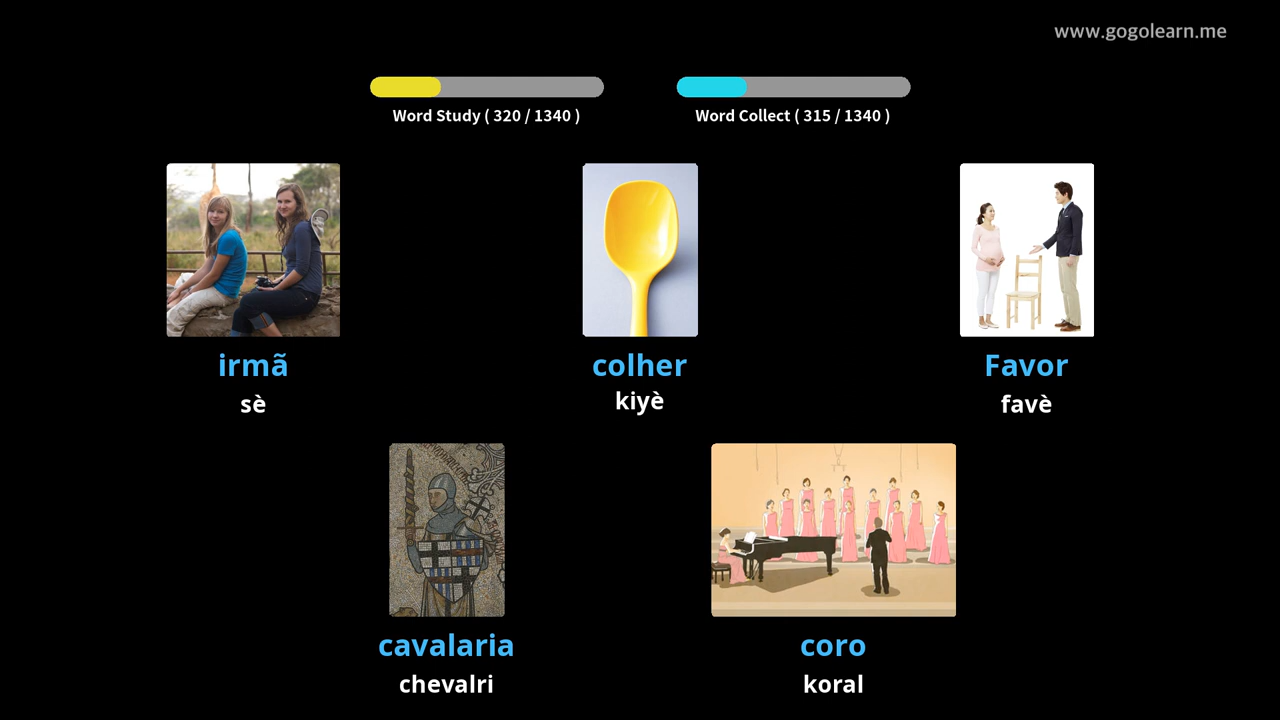 www.gogolearn.me
Word Study ( 320 / 1340 )
Word Collect ( 315 / 1340 )
irmã
sè
colher
kiyè
Favor
favè
cavalaria
chevalri
coro
koral